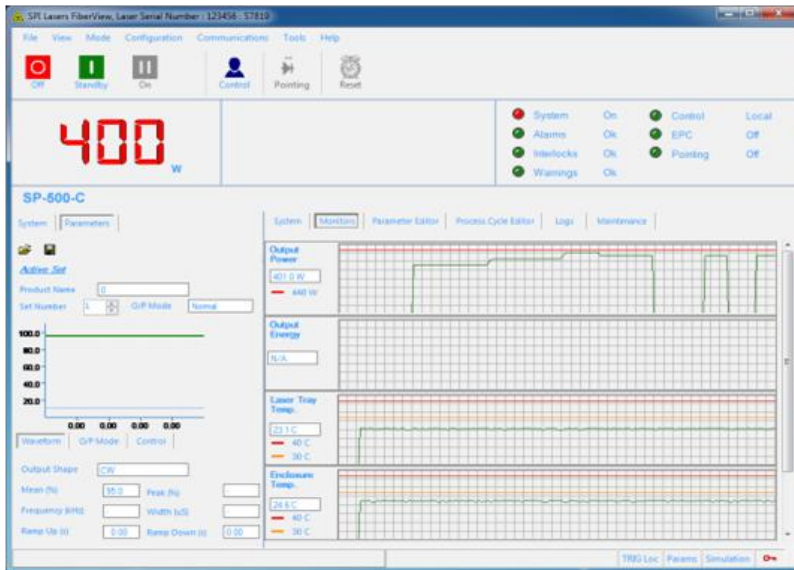 SPI Lasers FiberView, Laser Serial Number : 123456 : S7819
File View Mode Configuration Communications Tools Help
Off Standby On Control Pointing Reset
400 W
System On Control Local
Alarms Ok EPC Off
Interlocks Ok Pointing Off
Warnings Ok
SP-500-C
System Parameters
Active Set
Product Name 0
Set Number 1 O/P Mode Normal
100.0
80.0
60.0
40.0
20.0
0.00 0.00 0.00 0.00
Waveform O/P Mode Control
Output Shape CW
Mean (%) Peak (%) -
Frequency (kHz) - Width (uS) -
Ramp Up (s) 0.00 Ramp Down (s) 0.00
System Monitors Parameter Editor Process Cycle Editor Logs Maintenance
Output Power
401.0 W
440 W
Output Energy
N/A
Laser Tray Temp.
23.1 C
40 C
30 C
Enclosure Temp.
24.6 C
40 C
30 C
TRIG Loc Params Simulation